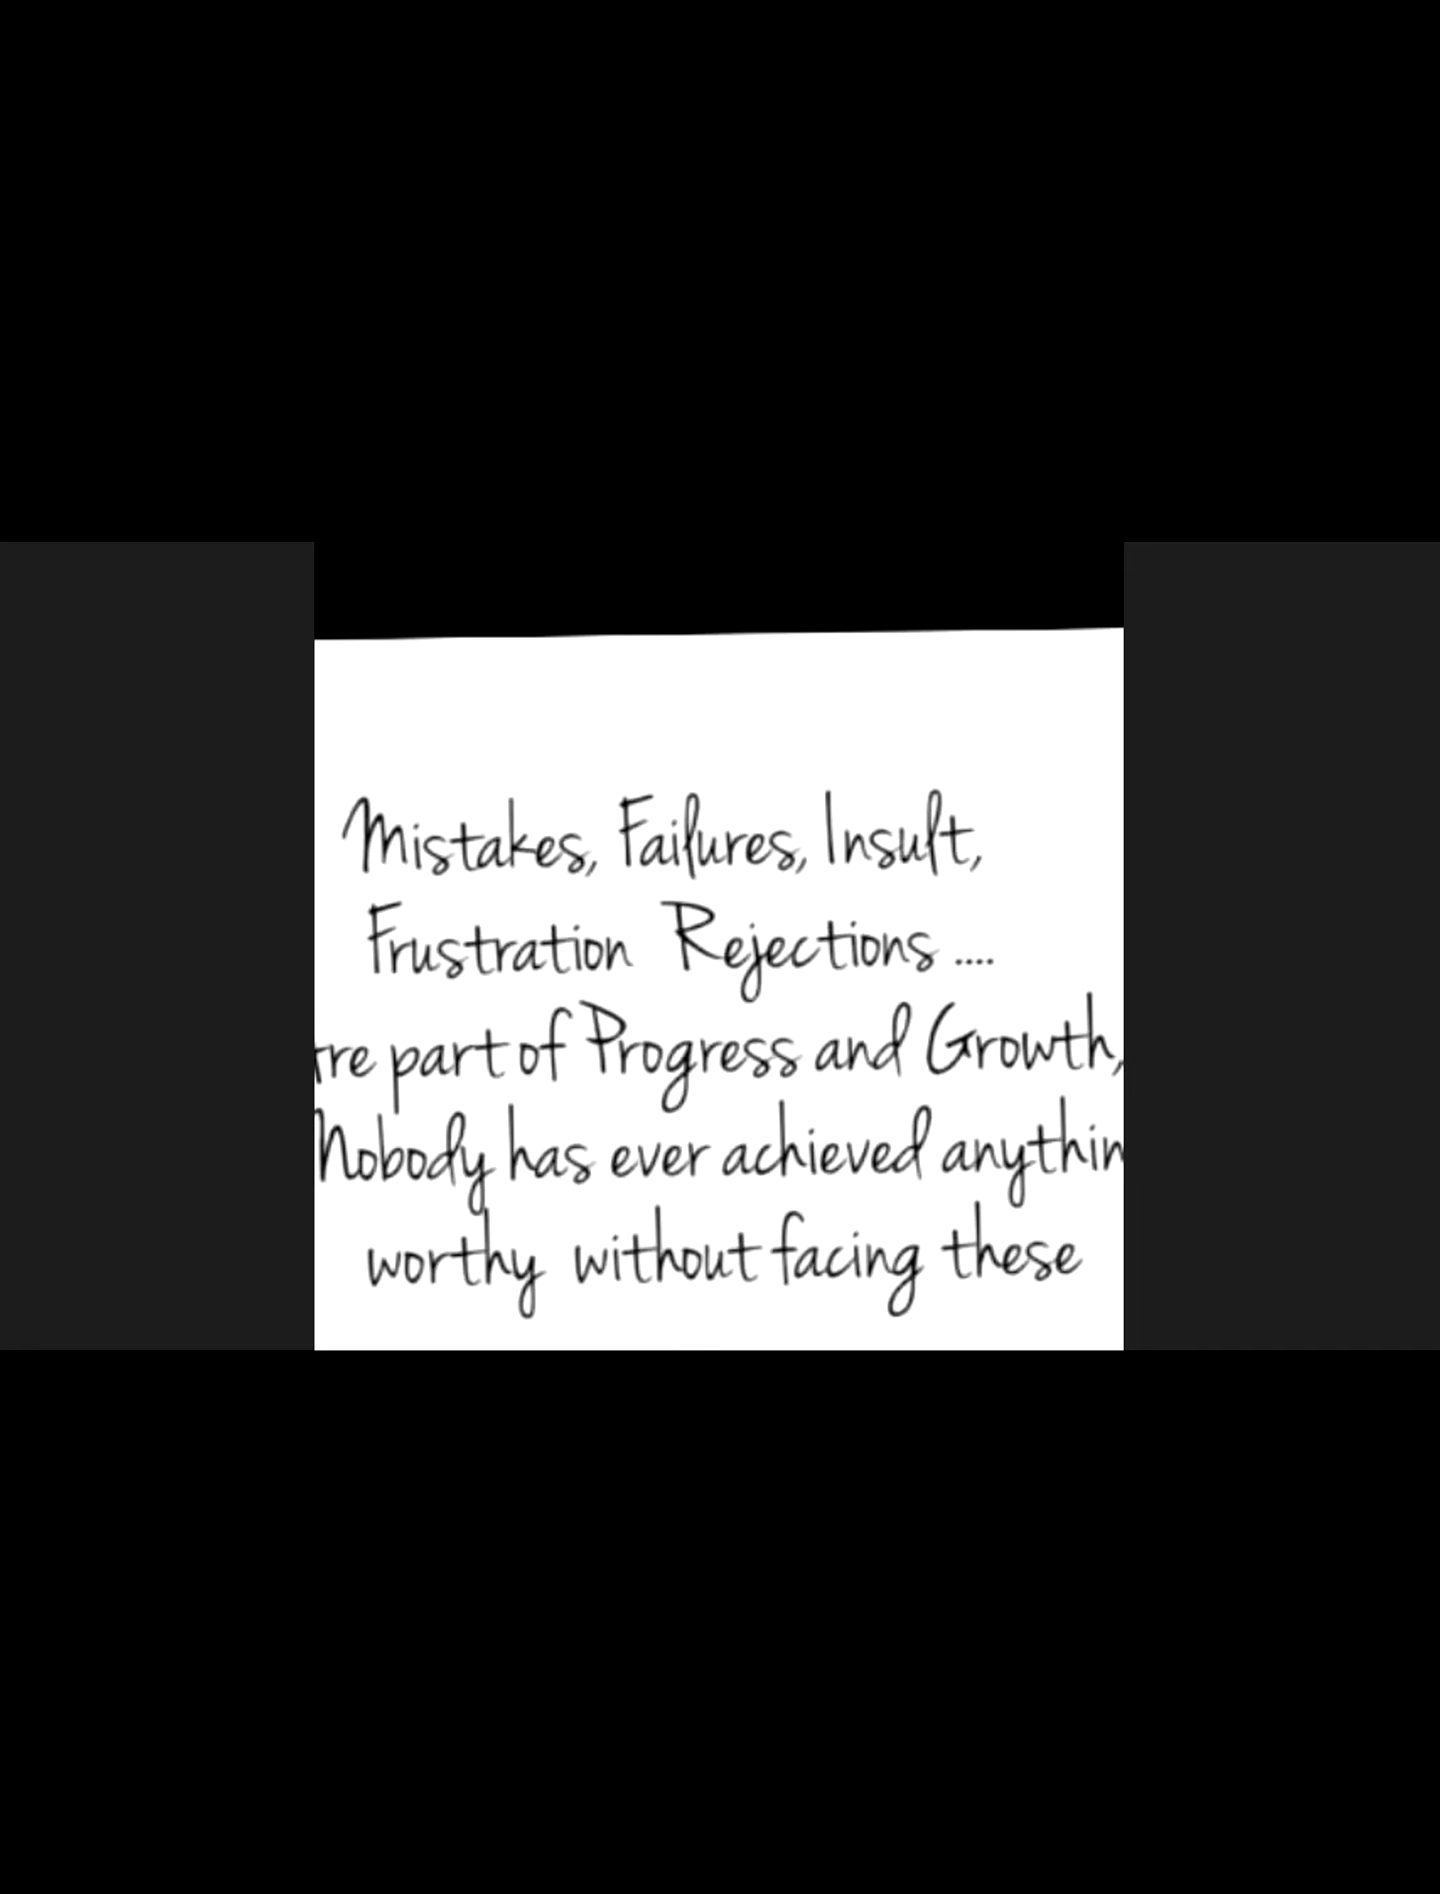 Mistakes, Failures, Insult,
Frustration Rejections ....
re part of Progress and Growth,
Nobody has ever achieved anythin
worthy without facing these